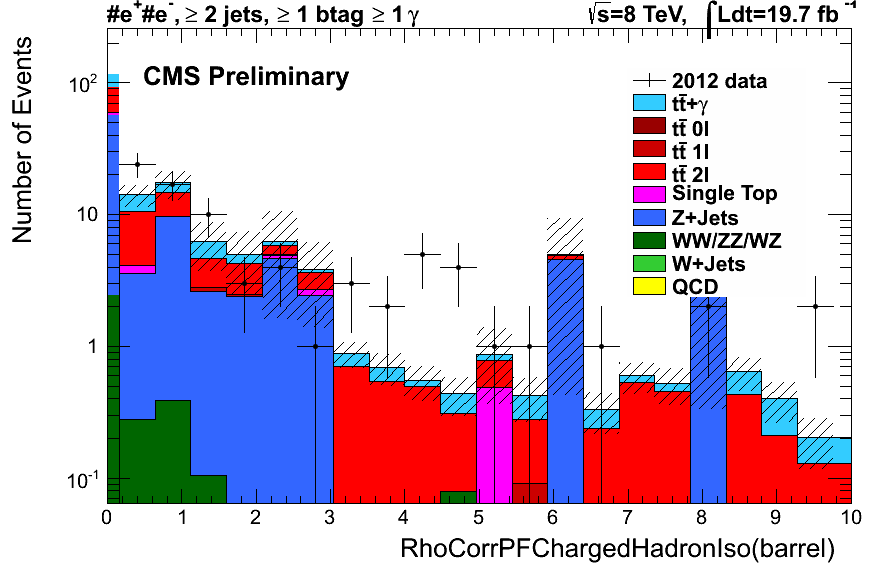 #e⁺#e⁻, ≥ 2 jets, ≥ 1 btag ≥ 1 γ
√s=8 TeV, ∫Ldt=19.7 fb⁻¹
CMS Preliminary
2012 data
tt̄+γ
tt̄ 0l
tt̄ 1l
tt̄ 2l
Single Top
Z+Jets
WW/ZZ/WZ
W+Jets
QCD
Number of Events
10²
10
1
10⁻¹
0 1 2 3 4 5 6 7 8 9 10
RhoCorrPFChargedHadronIso(barrel)